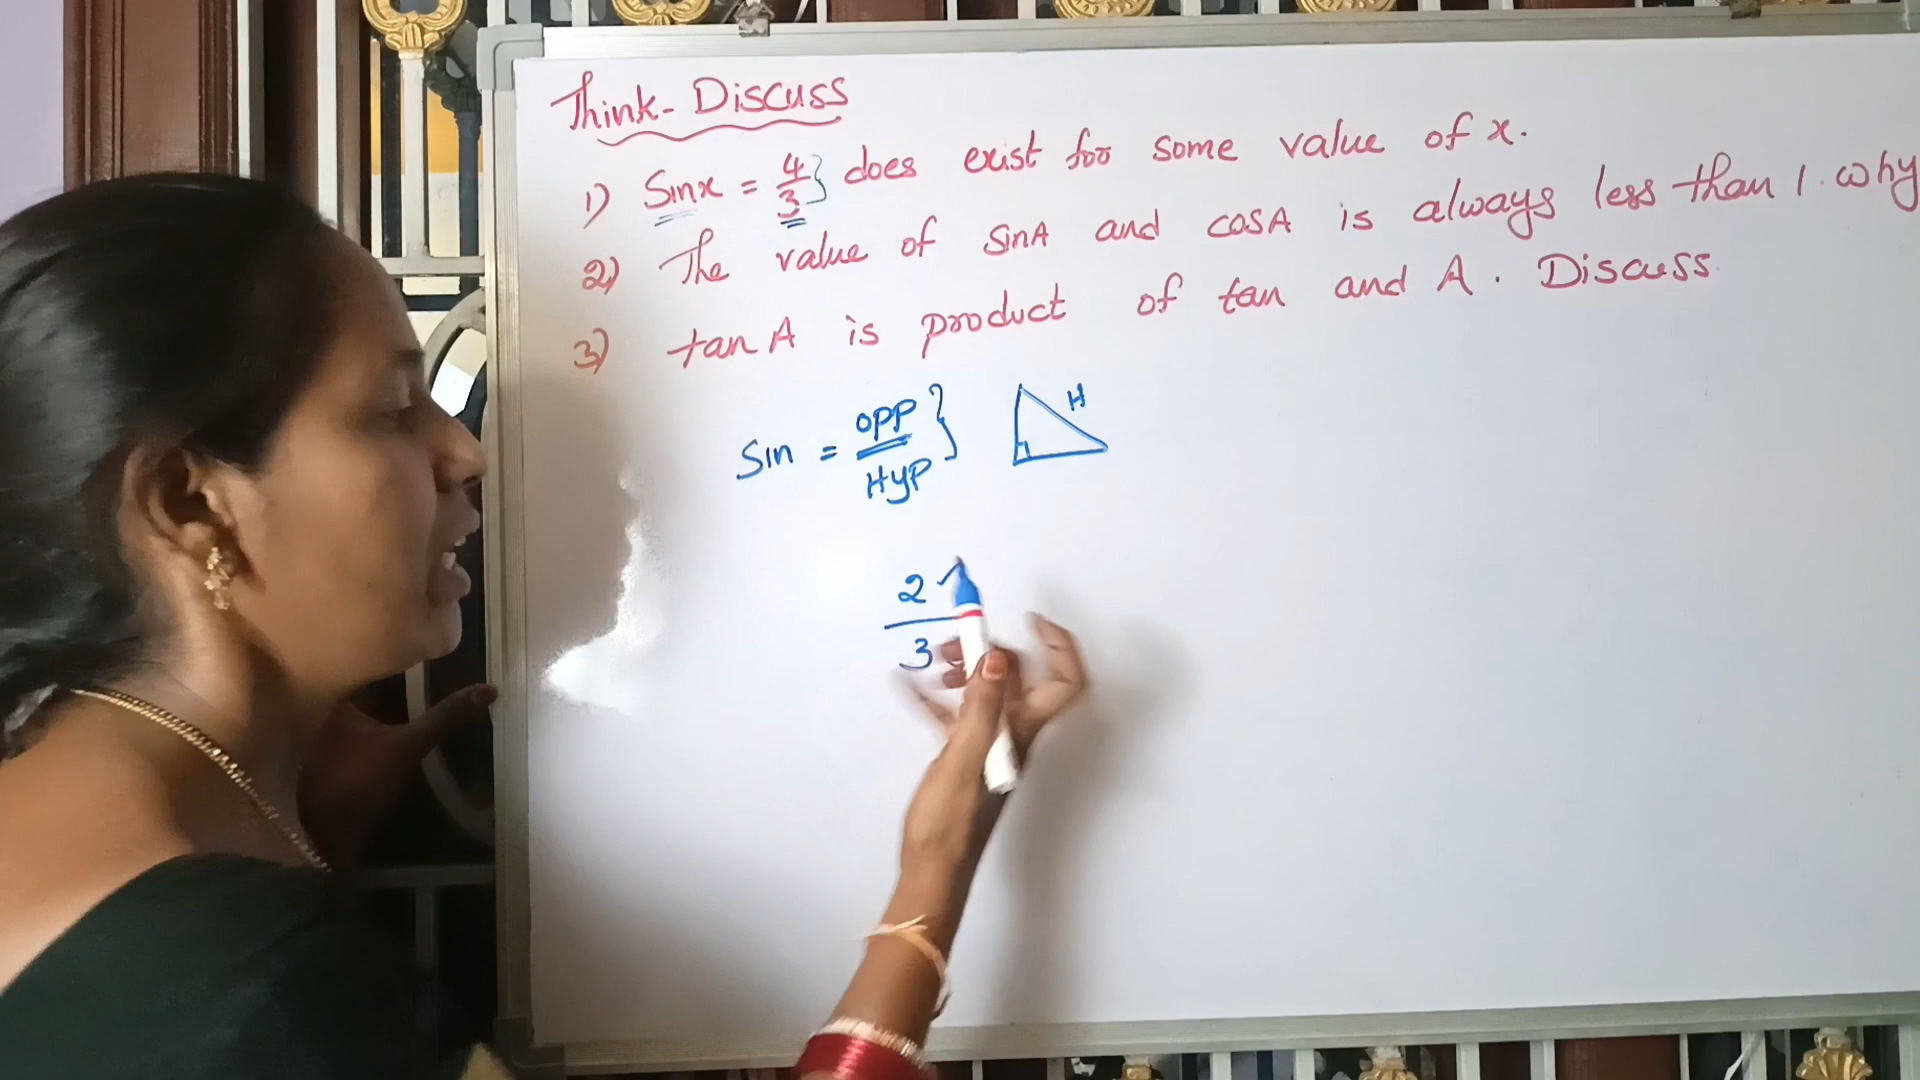 Think-Discuss
1) Sinx = 4/3} does exist for some value of x.
2) The value of sinA and cosA is always less than 1. why
3) tan A is product of tan and A. Discuss.
Sin = opp/Hyp}
H
2
3